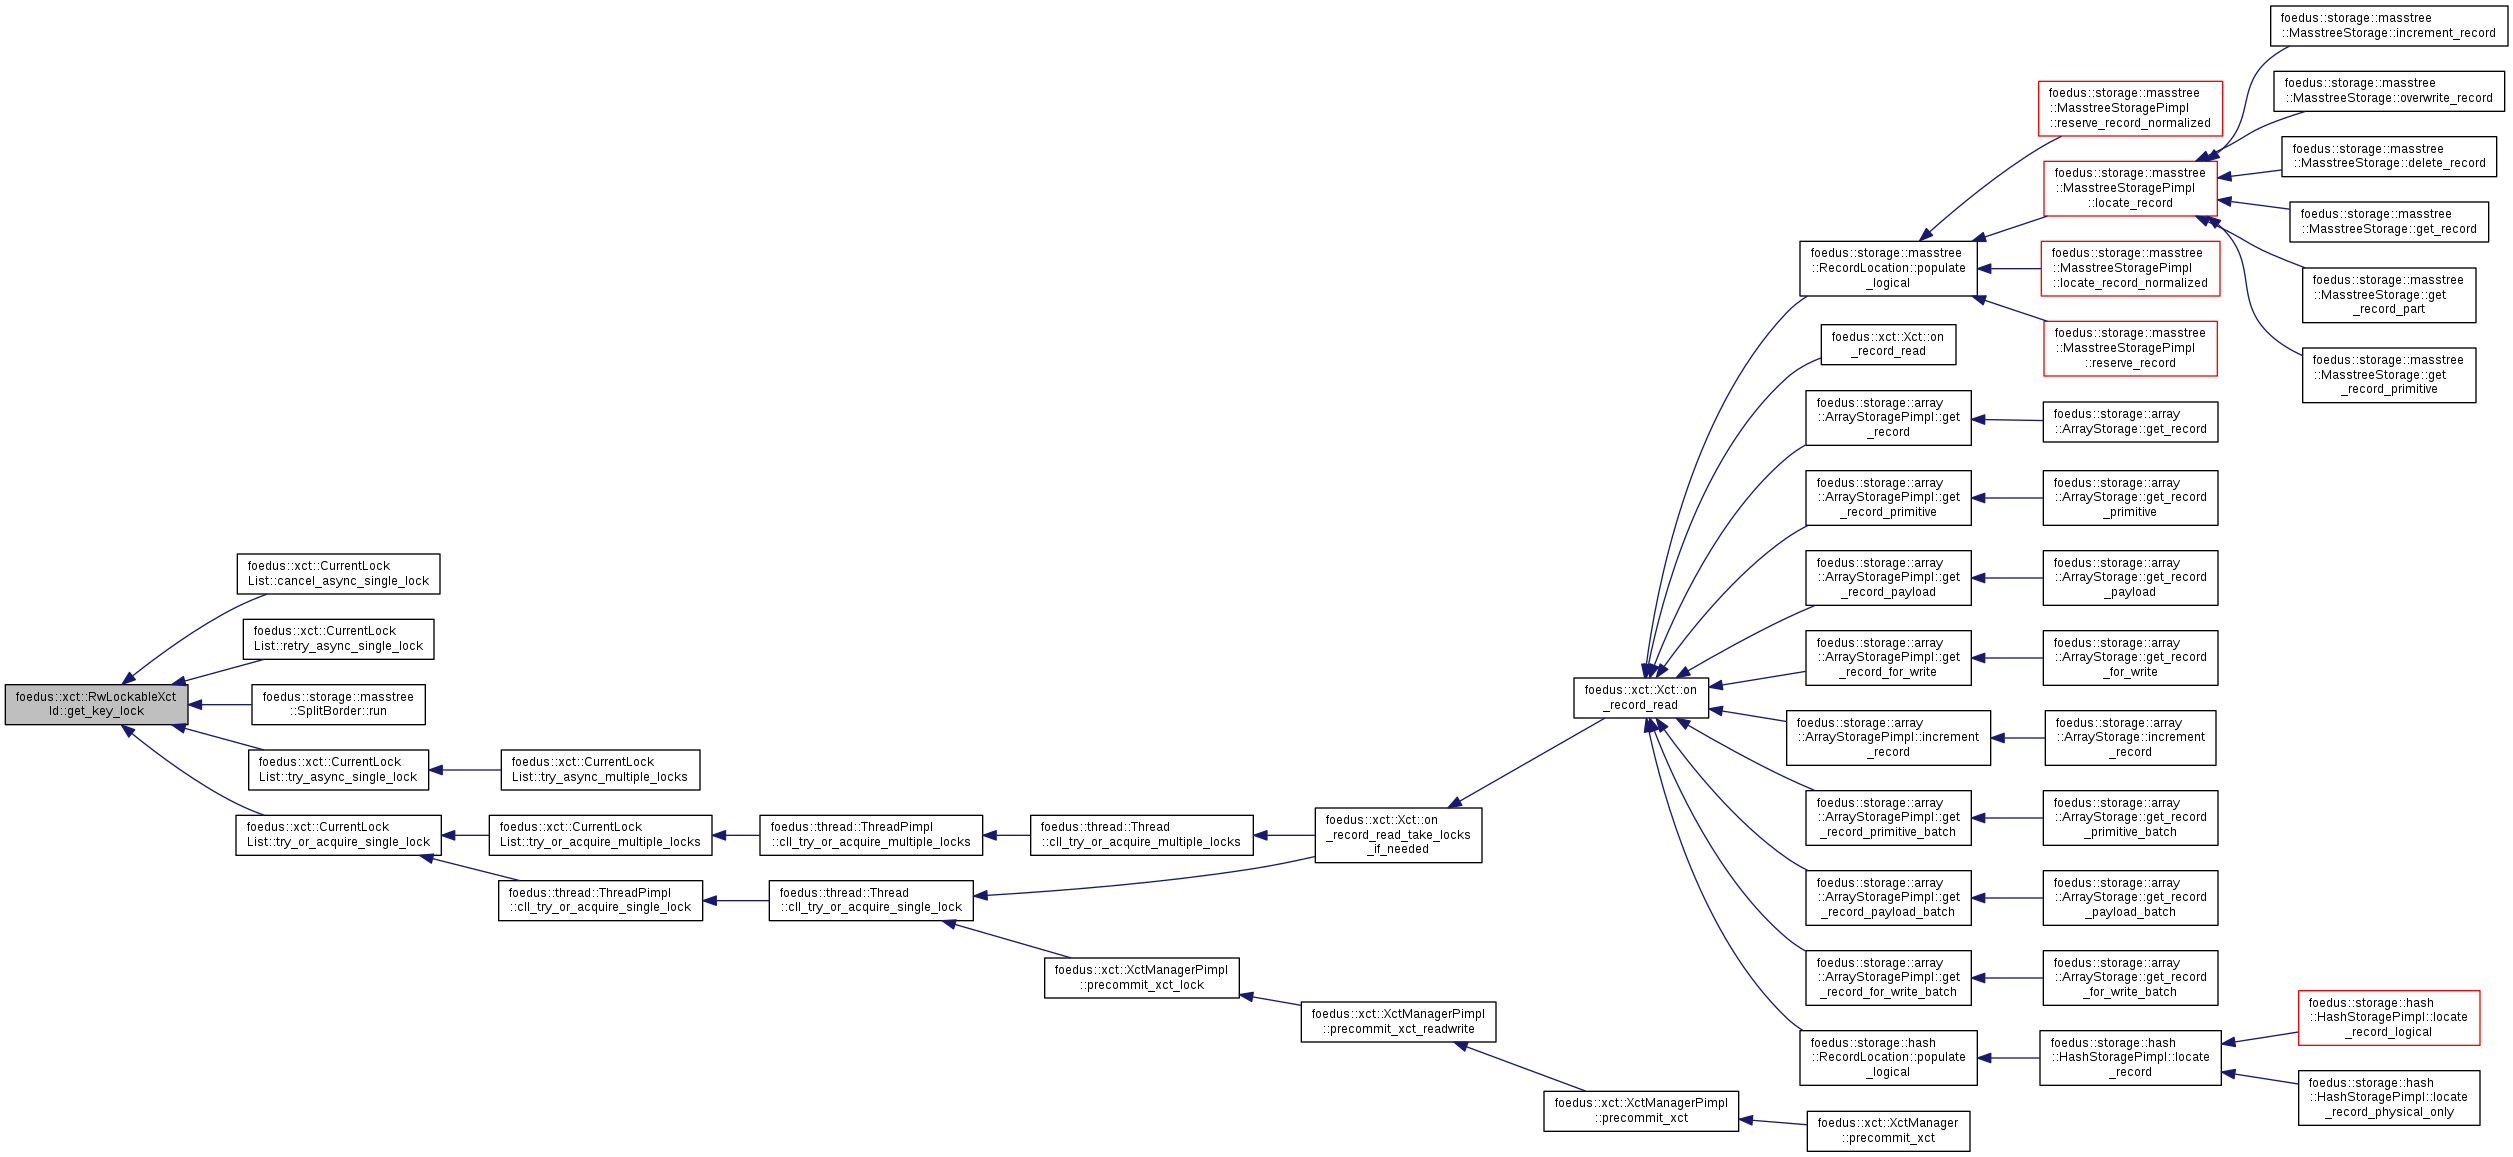 foedus::xct::RwLockableXct
Id::get_key_lock
foedus::xct::CurrentLock
List::cancel_async_single_lock
foedus::xct::CurrentLock
List::retry_async_single_lock
foedus::storage::masstree
::SplitBorder::run
foedus::xct::CurrentLock
List::try_async_single_lock
foedus::xct::CurrentLock
List::try_async_multiple_locks
foedus::xct::CurrentLock
List::try_or_acquire_single_lock
foedus::xct::CurrentLock
List::try_or_acquire_multiple_locks
foedus::thread::ThreadPimpl
::cll_try_or_acquire_multiple_locks
foedus::thread::Thread
::cll_try_or_acquire_multiple_locks
foedus::xct::Xct::on
_record_read_take_locks
_if_needed
foedus::thread::ThreadPimpl
::cll_try_or_acquire_single_lock
foedus::thread::Thread
::cll_try_or_acquire_single_lock
foedus::xct::XctManagerPimpl
::precommit_xct_lock
foedus::xct::XctManagerPimpl
::precommit_xct_readwrite
foedus::xct::XctManagerPimpl
::precommit_xct
foedus::xct::XctManager
::precommit_xct
foedus::xct::Xct::on
_record_read
foedus::storage::masstree
::RecordLocation::populate
_logical
foedus::storage::masstree
::MasstreeStoragePimpl
::reserve_record_normalized
foedus::storage::masstree
::MasstreeStoragePimpl
::locate_record
foedus::storage::masstree
::MasstreeStoragePimpl
::locate_record_normalized
foedus::storage::masstree
::MasstreeStoragePimpl
::reserve_record
foedus::storage::masstree
::MasstreeStorage::increment_record
foedus::storage::masstree
::MasstreeStorage::overwrite_record
foedus::storage::masstree
::MasstreeStorage::delete_record
foedus::storage::masstree
::MasstreeStorage::get_record
foedus::storage::masstree
::MasstreeStorage::get
_record_part
foedus::storage::masstree
::MasstreeStorage::get
_record_primitive
foedus::xct::Xct::on
_record_read
foedus::storage::array
::ArrayStoragePimpl::get
_record
foedus::storage::array
::ArrayStorage::get_record
foedus::storage::array
::ArrayStoragePimpl::get
_record_primitive
foedus::storage::array
::ArrayStorage::get_record
_primitive
foedus::storage::array
::ArrayStoragePimpl::get
_record_payload
foedus::storage::array
::ArrayStorage::get_record
_payload
foedus::storage::array
::ArrayStoragePimpl::get
_record_for_write
foedus::storage::array
::ArrayStorage::get_record
_for_write
foedus::storage::array
::ArrayStoragePimpl::increment
_record
foedus::storage::array
::ArrayStorage::increment
_record
foedus::storage::array
::ArrayStoragePimpl::get
_record_primitive_batch
foedus::storage::array
::ArrayStorage::get_record
_primitive_batch
foedus::storage::array
::ArrayStoragePimpl::get
_record_payload_batch
foedus::storage::array
::ArrayStorage::get_record
_payload_batch
foedus::storage::array
::ArrayStoragePimpl::get
_record_for_write_batch
foedus::storage::array
::ArrayStorage::get_record
_for_write_batch
foedus::storage::hash
::RecordLocation::populate
_logical
foedus::storage::hash
::HashStoragePimpl::locate
_record
foedus::storage::hash
::HashStoragePimpl::locate
_record_logical
foedus::storage::hash
::HashStoragePimpl::locate
_record_physical_only